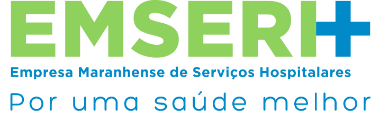 EMSERH
Empresa Maranhense de Serviços Hospitalares
Por uma saúde melhor